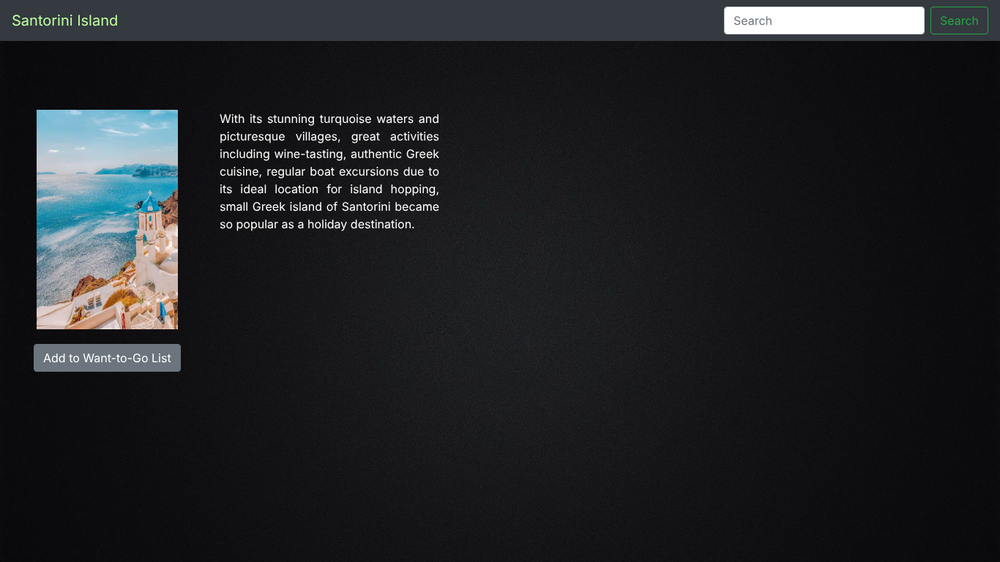 Santorini Island
Search
Search
With its stunning turquoise waters and
picturesque villages, great activities
including wine-tasting, authentic Greek
cuisine, regular boat excursions due to
its ideal location for island hopping,
small Greek island of Santorini became
so popular as a holiday destination.
Add to Want-to-Go List